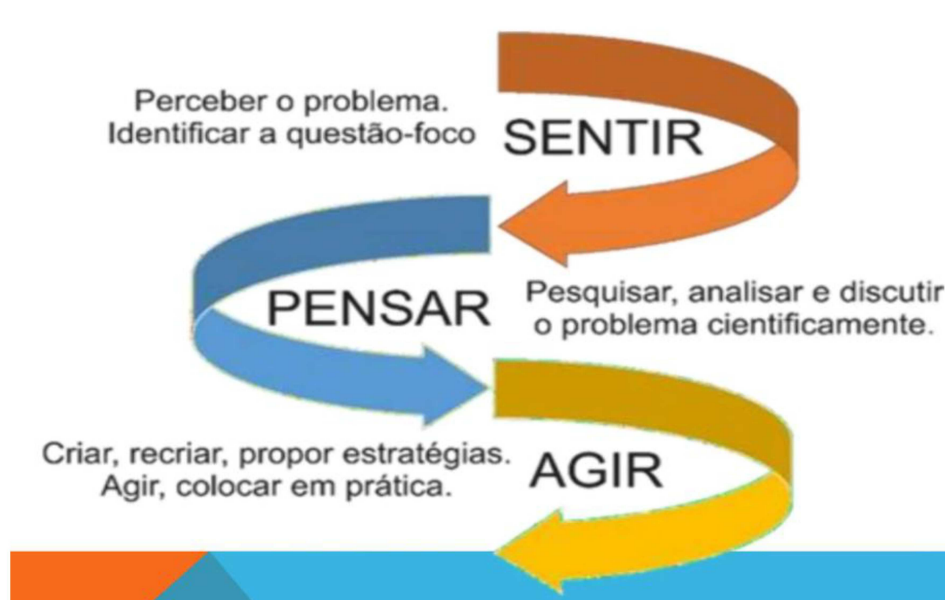 Perceber o problema.
Identificar a questão-foco
SENTIR
PENSAR
Pesquisar, analisar e discutir
o problema cientificamente.
Criar, recriar, propor estratégias.
Agir, colocar em prática.
AGIR